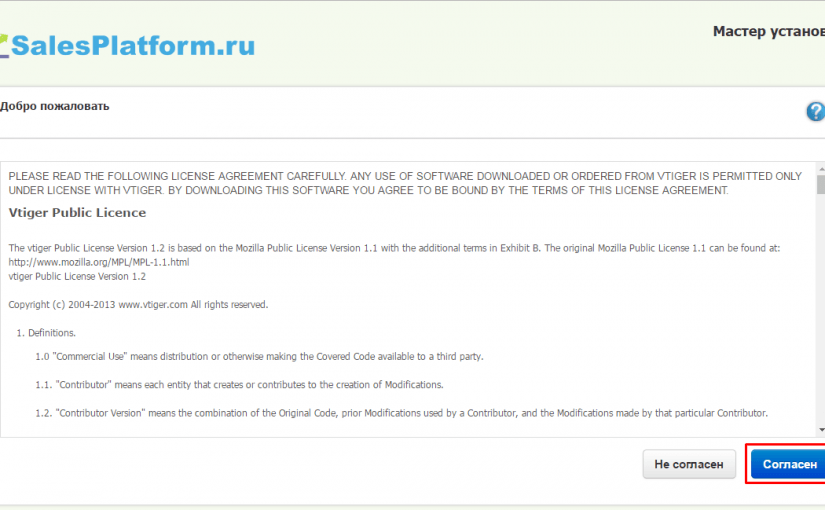 SalesPlatform.ru
Мастер установ
Добро пожаловать
?
PLEASE READ THE FOLLOWING LICENSE AGREEMENT CAREFULLY. ANY USE OF SOFTWARE DOWNLOADED OR ORDERED FROM VTIGER IS PERMITTED ONLY
UNDER LICENSE WITH VTIGER. BY DOWNLOADING THIS SOFTWARE YOU AGREE TO BE BOUND BY THE TERMS OF THIS LICENSE AGREEMENT.
Vtiger Public Licence
The vtiger Public License Version 1.2 is based on the Mozilla Public License Version 1.1 with the additional terms in Exhibit B. The original Mozilla Public License 1.1 can be found at:
http://www.mozilla.org/MPL/MPL-1.1.html
vtiger Public License Version 1.2
Copyright (c) 2004-2013 www.vtiger.com All rights reserved.
1. Definitions.
1.0 "Commercial Use" means distribution or otherwise making the Covered Code available to a third party.
1.1. "Contributor" means each entity that creates or contributes to the creation of Modifications.
1.2. "Contributor Version" means the combination of the Original Code, prior Modifications used by a Contributor, and the Modifications made by that particular Contributor.
Не согласен
Согласен